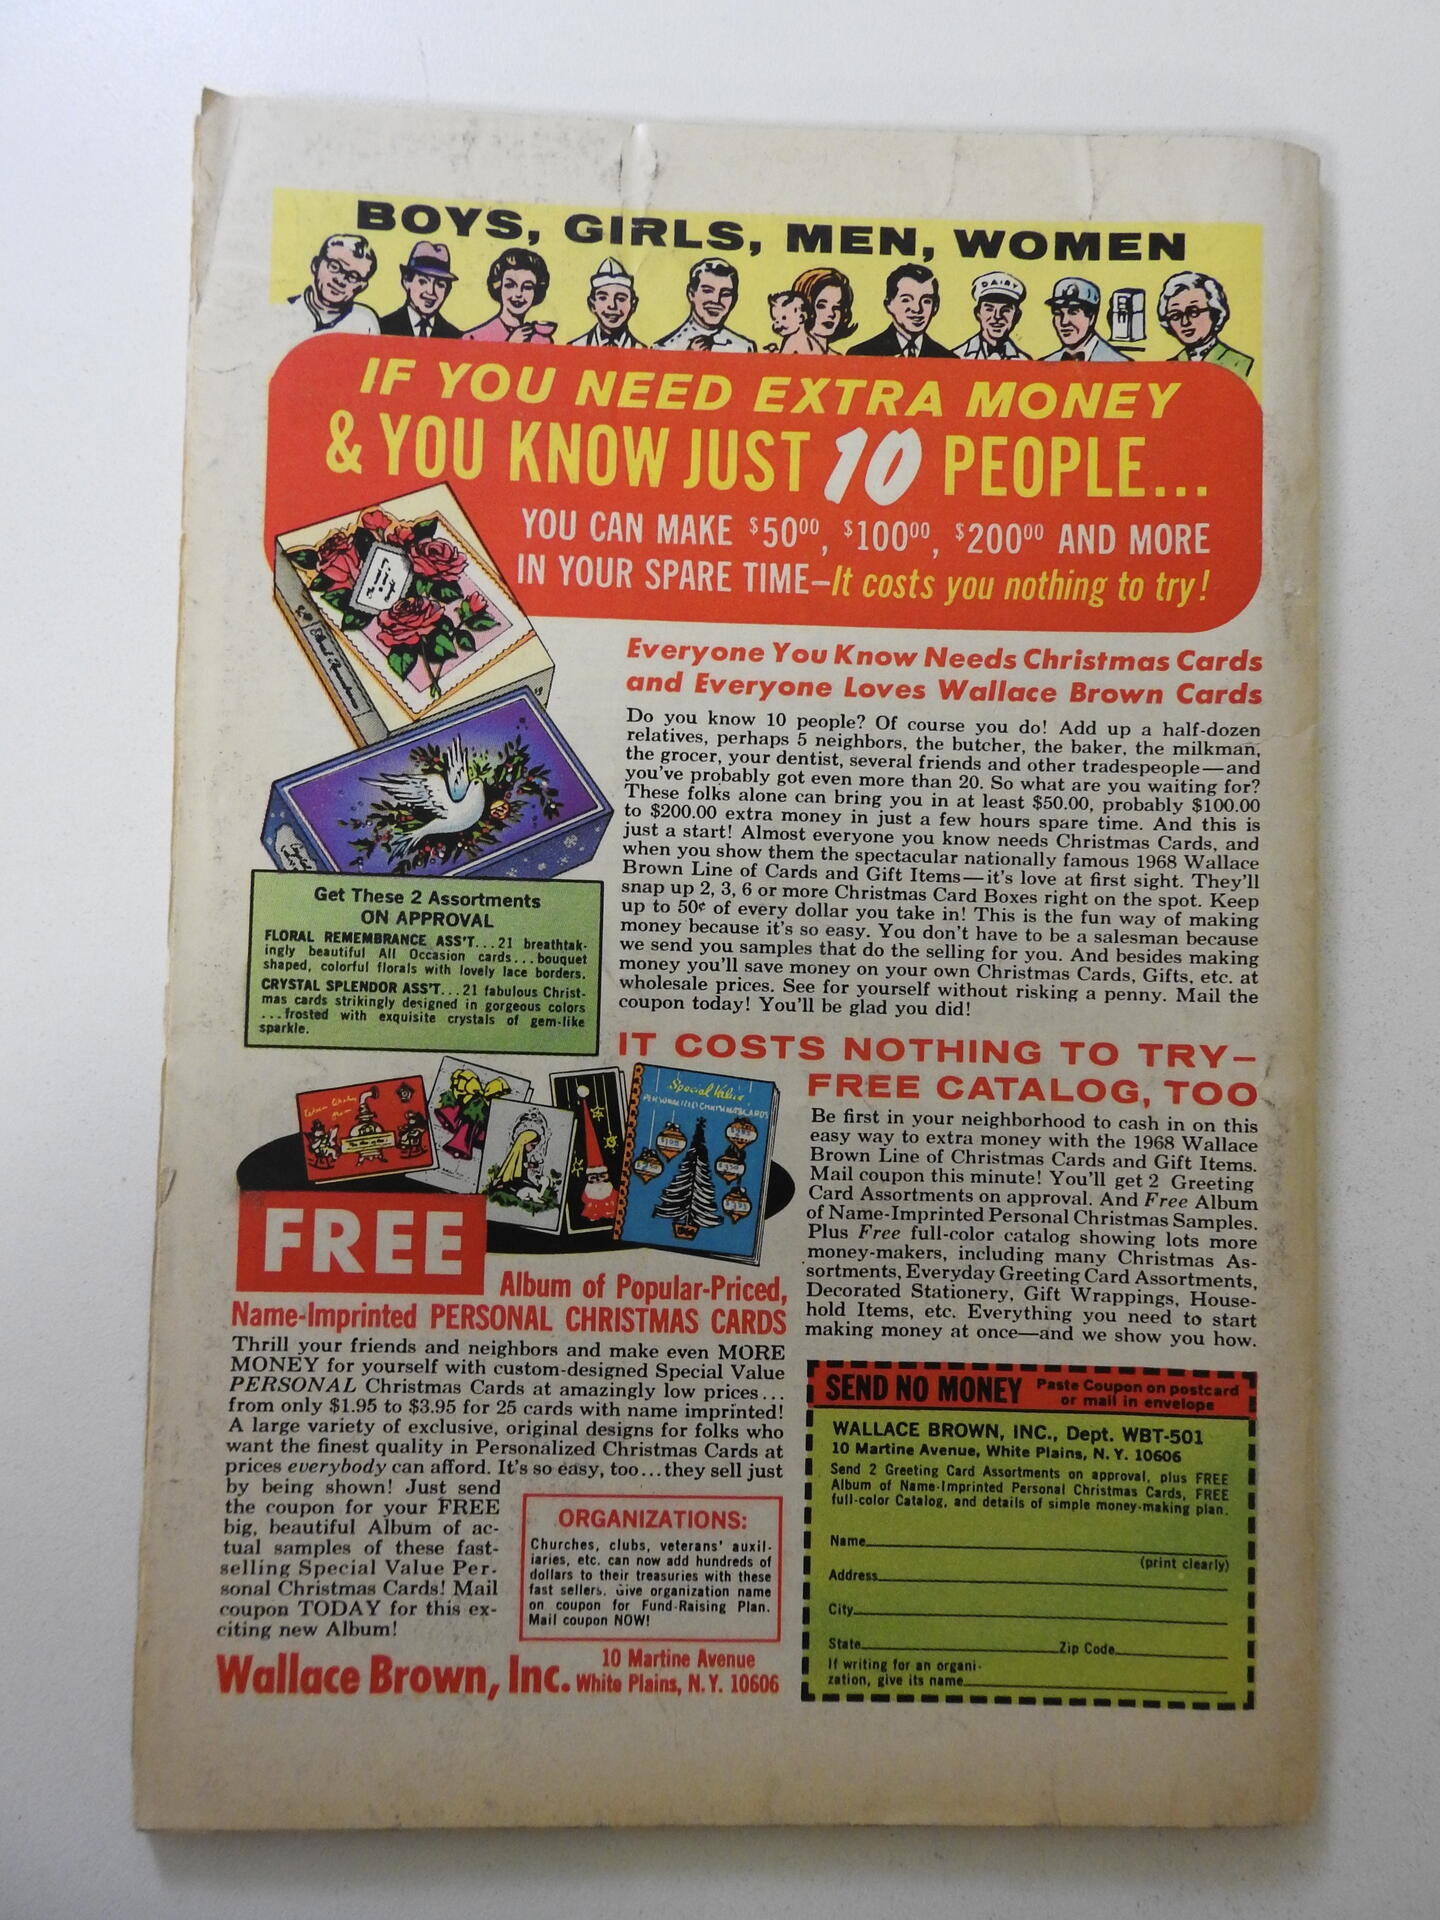 BOYS, GIRLS, MEN, WOMEN
DAIRY
IF YOU NEED EXTRA MONEY
& YOU KNOW JUST 10 PEOPLE...
YOU CAN MAKE $50⁰⁰, $100⁰⁰, $200⁰⁰ AND MORE
IN YOUR SPARE TIME—It costs you nothing to try!
Everyone You Know Needs Christmas Cards
and Everyone Loves Wallace Brown Cards
Do you know 10 people? Of course you do! Add up a half-dozen
relatives, perhaps 5 neighbors, the butcher, the baker, the milkman,
the grocer, your dentist, several friends and other tradespeople—and
you've probably got even more than 20. So what are you waiting for?
These folks alone can bring you in at least $50.00, probably $100.00
to $200.00 extra money in just a few hours spare time. And this is
just a start! Almost everyone you know needs Christmas Cards, and
when you show them the spectacular nationally famous 1968 Wallace
Brown Line of Cards and Gift Items—it's love at first sight. They'll
snap up 2, 3, 6 or more Christmas Card Boxes right on the spot. Keep
up to 50¢ of every dollar you take in! This is the fun way of making
money because it's so easy. You don't have to be a salesman because
we send you samples that do the selling for you. And besides making
money you'll save money on your own Christmas Cards, Gifts, etc. at
wholesale prices. See for yourself without risking a penny. Mail the
coupon today! You'll be glad you did!
Get These 2 Assortments
ON APPROVAL
FLORAL REMEMBRANCE ASS'T...21 breathtak-
ingly beautiful All Occasion cards...bouquet
shaped, colorful florals with lovely lace borders.
CRYSTAL SPLENDOR ASS'T...21 fabulous Christ-
mas cards strikingly designed in gorgeous colors
...frosted with exquisite crystals of gem-like
sparkle.
IT COSTS NOTHING TO TRY—
FREE CATALOG, TOO
Be first in your neighborhood to cash in on this
easy way to extra money with the 1968 Wallace
Brown Line of Christmas Cards and Gift Items.
Mail coupon this minute! You'll get 2 Greeting
Card Assortments on approval. And Free Album
of Name-Imprinted Personal Christmas Samples.
Plus Free full-color catalog showing lots more
money-makers, including many Christmas As-
sortments, Everyday Greeting Card Assortments,
Decorated Stationery, Gift Wrappings, House-
hold Items, etc. Everything you need to start
making money at once—and we show you how.
Special Value
PERSONALIZED CHRISTMAS CARDS
FREE
Album of Popular-Priced,
Name-Imprinted PERSONAL CHRISTMAS CARDS
Thrill your friends and neighbors and make even MORE
MONEY for yourself with custom-designed Special Value
PERSONAL Christmas Cards at amazingly low prices...
from only $1.95 to $3.95 for 25 cards with name imprinted!
A large variety of exclusive, original designs for folks who
want the finest quality in Personalized Christmas Cards at
prices everybody can afford. It's so easy, too...they sell just
by being shown! Just send
the coupon for your FREE
big, beautiful Album of ac-
tual samples of these fast-
selling Special Value Per-
sonal Christmas Cards! Mail
coupon TODAY for this ex-
citing new Album!
ORGANIZATIONS:
Churches, clubs, veterans' auxil-
iaries, etc. can now add hundreds of
dollars to their treasuries with these
fast sellers. Give organization name
on coupon for Fund-Raising Plan.
Mail coupon NOW!
Wallace Brown, Inc. 10 Martine Avenue
White Plains, N.Y. 10606
SEND NO MONEY Paste Coupon on postcard
or mail in envelope
WALLACE BROWN, INC., Dept. WBT-501
10 Martine Avenue, White Plains, N. Y. 10606
Send 2 Greeting Card Assortments on approval, plus FREE
Album of Name-Imprinted Personal Christmas Cards, FREE
full-color Catalog, and details of simple money-making plan.
Name
(print clearly)
Address
City
State Zip Code
If writing for an organi-
zation, give its name